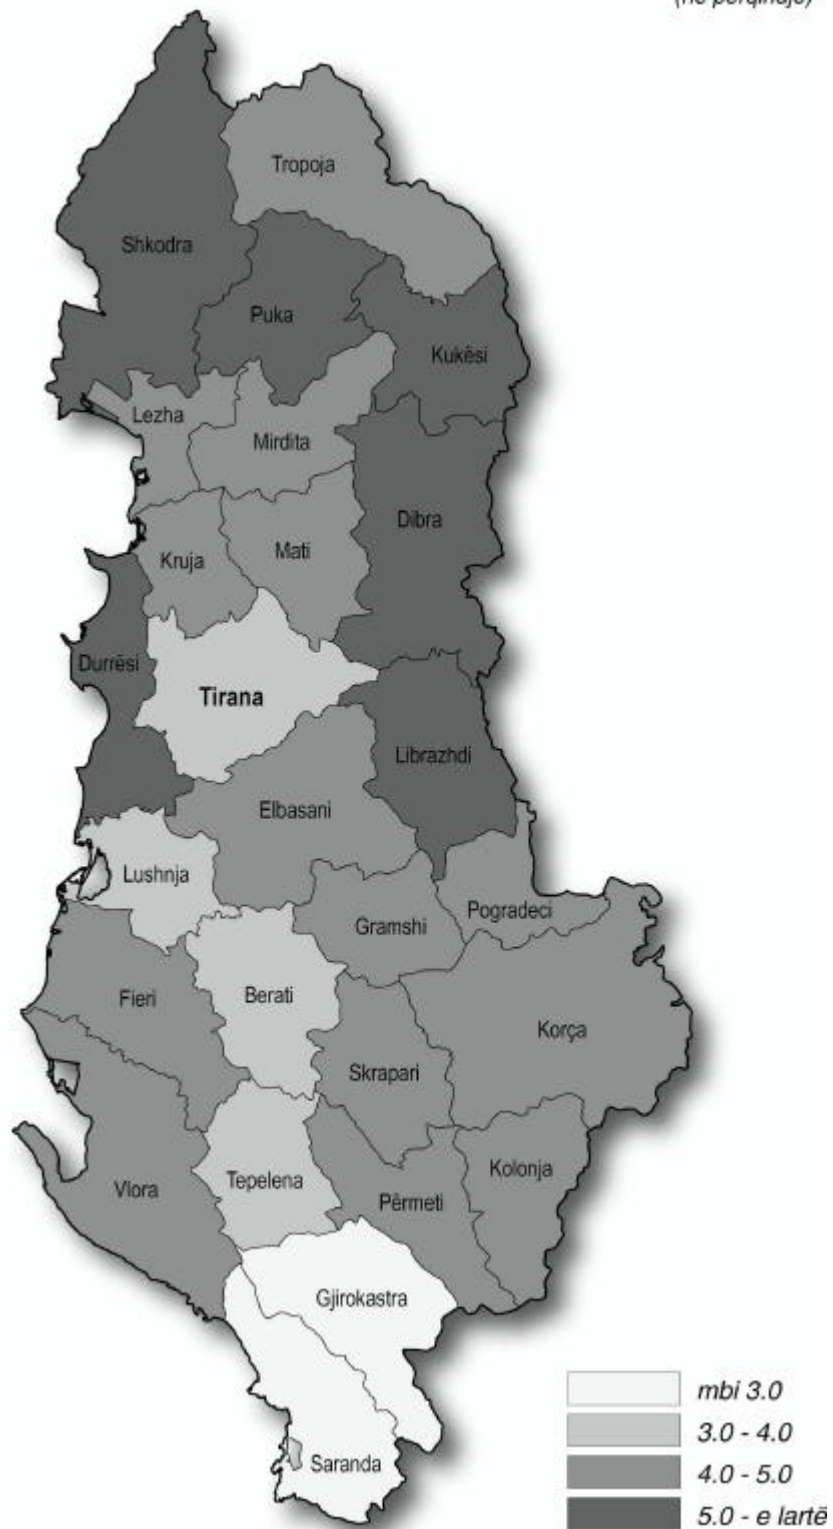 (në përqindje)
Tropoja
Shkodra
Puka
Kukësi
Lezha
Mirdita
Dibra
Kruja
Mati
Durrësi
Tirana
Librazhdi
Elbasani
Lushnja
Pogradeci
Gramshi
Fieri
Berati
Korça
Skrapari
Kolonja
Tepelena
Vlora
Përmeti
Gjirokastra
Saranda
mbi 3.0
3.0 - 4.0
4.0 - 5.0
5.0 - e lartë